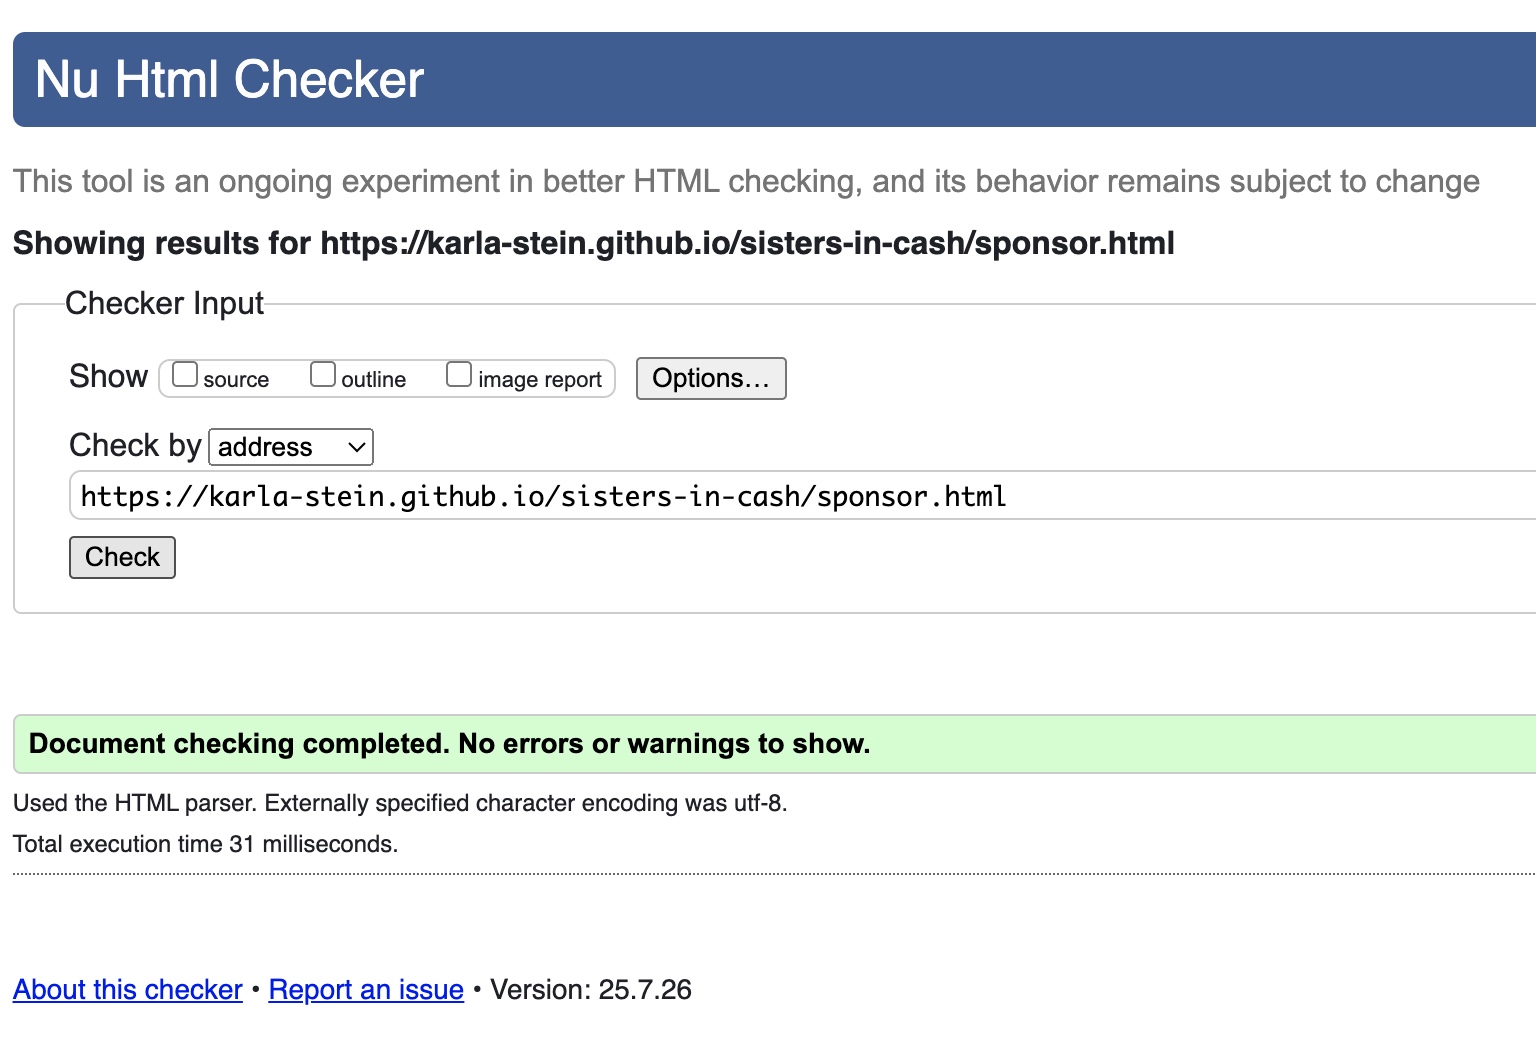 Nu Html Checker
This tool is an ongoing experiment in better HTML checking, and its behavior remains subject to change
Showing results for https://karla-stein.github.io/sisters-in-cash/sponsor.html
Checker Input
Show source outline image report Options…
Check by address
https://karla-stein.github.io/sisters-in-cash/sponsor.html
Check
Document checking completed. No errors or warnings to show.
Used the HTML parser. Externally specified character encoding was utf-8.
Total execution time 31 milliseconds.
About this checker • Report an issue • Version: 25.7.26